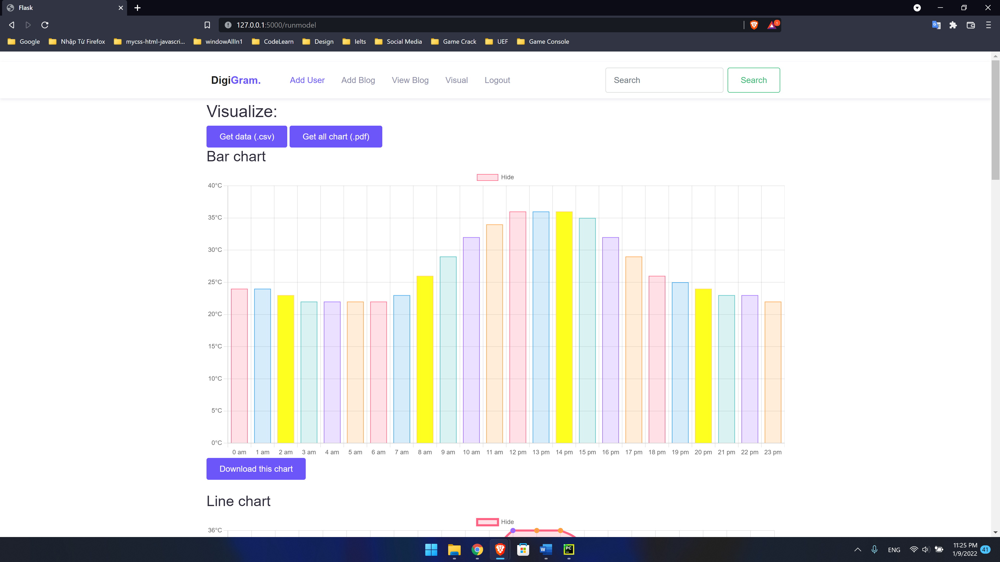 Flask
127.0.0.1:5000/runmodel
1
Google Nhập Từ Firefox mycss-html-javascri... windowAllIn1 CodeLearn Design Ielts Social Media Game Crack UEF Game Console
DigiGram. Add User Add Blog View Blog Visual Logout Search Search
Visualize:
Get data (.csv) Get all chart (.pdf)
Bar chart
Hide
40°C
35°C
30°C
25°C
20°C
15°C
10°C
5°C
0°C
0 am 1 am 2 am 3 am 4 am 5 am 6 am 7 am 8 am 9 am 10 am 11 am 12 pm 13 pm 14 pm 15 pm 16 pm 17 pm 18 pm 19 pm 20 pm 21 pm 22 pm 23 pm
Download this chart
Line chart
Hide
36°C
ENG
11:25 PM
1/9/2022
41